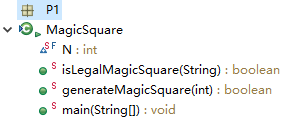 P1
MagicSquare
N : int
isLegalMagicSquare(String) : boolean
generateMagicSquare(int) : boolean
main(String[]) : void